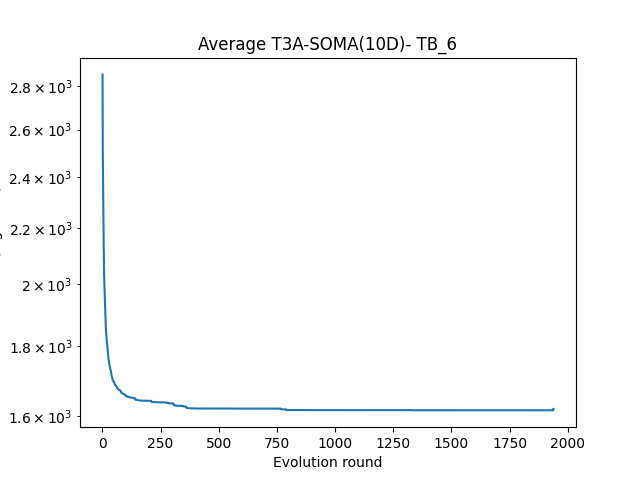 Average T3A-SOMA(10D)- TB_6
2.8 × 10³
2.6 × 10³
2.4 × 10³
2.2 × 10³
2 × 10³
1.8 × 10³
1.6 × 10³
0 250 500 750 1000 1250 1500 1750 2000
Evolution round